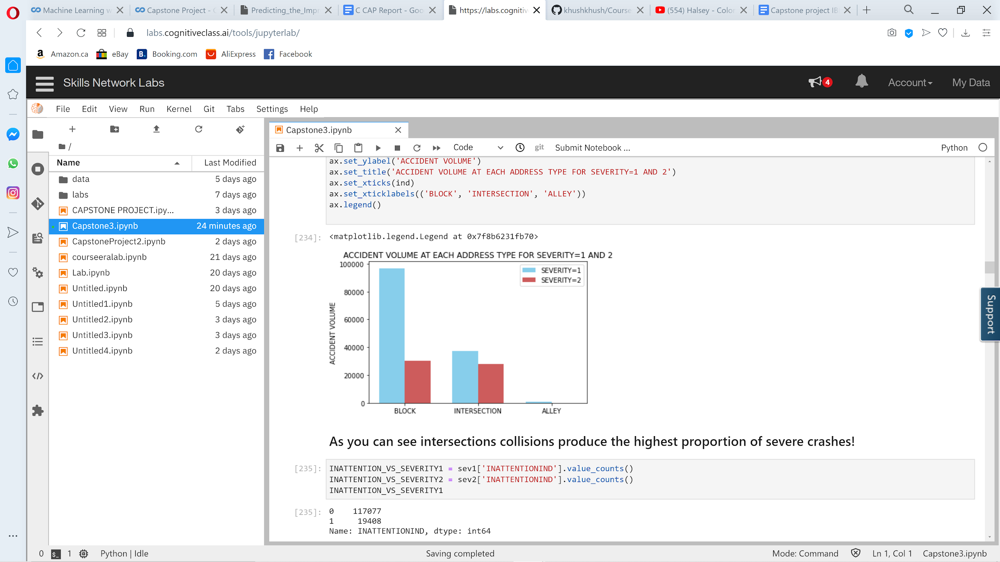 Machine Learning w
Capstone Project - C
Predicting_the_Impr
C CAP Report - Goo
https://labs.cognitiv
khushkhush/Course
(554) Halsey - Color
Capstone project IB
labs.cognitiveclass.ai/tools/jupyterlab/
Amazon.ca
eBay
Booking.com
AliExpress
Facebook
Skills Network Labs
4
Account
My Data
File Edit View Run Kernel Git Tabs Settings Help
Capstone3.ipynb
/
Code
git
Submit Notebook ...
Python
Name
Last Modified
data 5 days ago
labs 7 days ago
CAPSTONE PROJECT.ipy... 3 days ago
Capstone3.ipynb 24 minutes ago
CapstoneProject2.ipynb 2 days ago
courseeralab.ipynb 21 days ago
Lab.ipynb 20 days ago
Untitled.ipynb 20 days ago
Untitled1.ipynb 5 days ago
Untitled2.ipynb 3 days ago
Untitled3.ipynb 3 days ago
Untitled4.ipynb 2 days ago
ax.set_ylabel('ACCIDENT VOLUME')
ax.set_title('ACCIDENT VOLUME AT EACH ADDRESS TYPE FOR SEVERITY=1 AND 2')
ax.set_xticks(ind)
ax.set_xticklabels(('BLOCK', 'INTERSECTION', 'ALLEY'))
ax.legend()
[234]: <matplotlib.legend.Legend at 0x7f8b6231fb70>
ACCIDENT VOLUME AT EACH ADDRESS TYPE FOR SEVERITY=1 AND 2
100000
80000
60000
40000
20000
0
ACCIDENT VOLUME
SEVERITY=1
SEVERITY=2
BLOCK INTERSECTION ALLEY
As you can see intersections collisions produce the highest proportion of severe crashes!
[235]: INATTENTION_VS_SEVERITY1 = sev1['INATTENTIONIND'].value_counts()
INATTENTION_VS_SEVERITY2 = sev2['INATTENTIONIND'].value_counts()
INATTENTION_VS_SEVERITY1
[235]: 0 117077
1 19408
Name: INATTENTIONIND, dtype: int64
Support
0 $_ 1 Python | Idle
Saving completed
Mode: Command
Ln 1, Col 1
Capstone3.ipynb